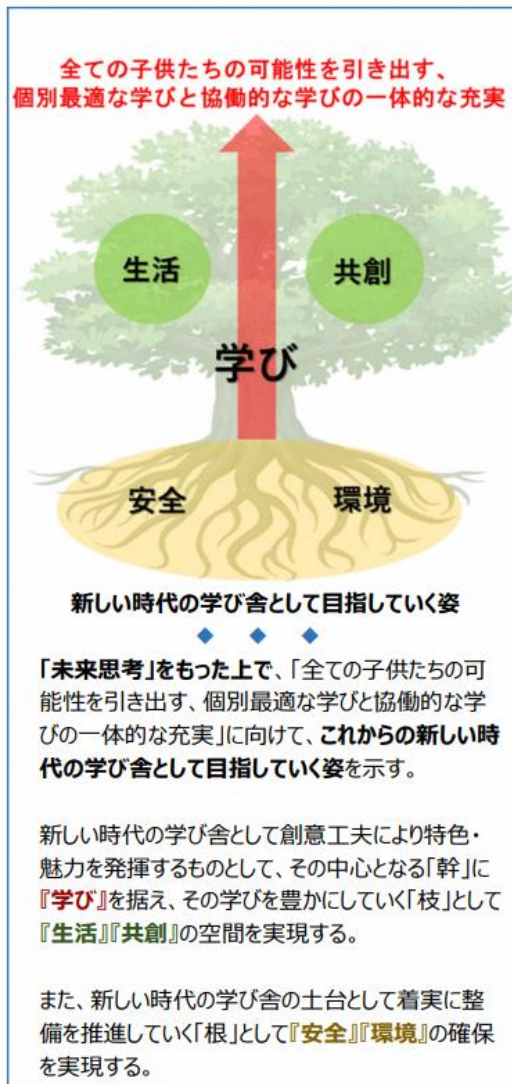 全ての子供たちの可能性を引き出す、
個別最適な学びと協働的な学びの一体的な充実
生活
共創
学び
安全
環境
新しい時代の学び舎として目指していく姿
◆ ◆ ◆
「未来思考」をもった上で、「全ての子供たちの可
能性を引き出す、個別最適な学びと協働的な学
びの一体的な充実」に向けて、これからの新しい時
代の学び舎として目指していく姿を示す。
新しい時代の学び舎として創意工夫により特色・
魅力を発揮するものとして、その中心となる「幹」に
『学び』を据え、その学びを豊かにしていく「枝」として
『生活』『共創』の空間を実現する。
また、新しい時代の学び舎の土台として着実に整
備を推進していく「根」として『安全』『環境』の確保
を実現する。